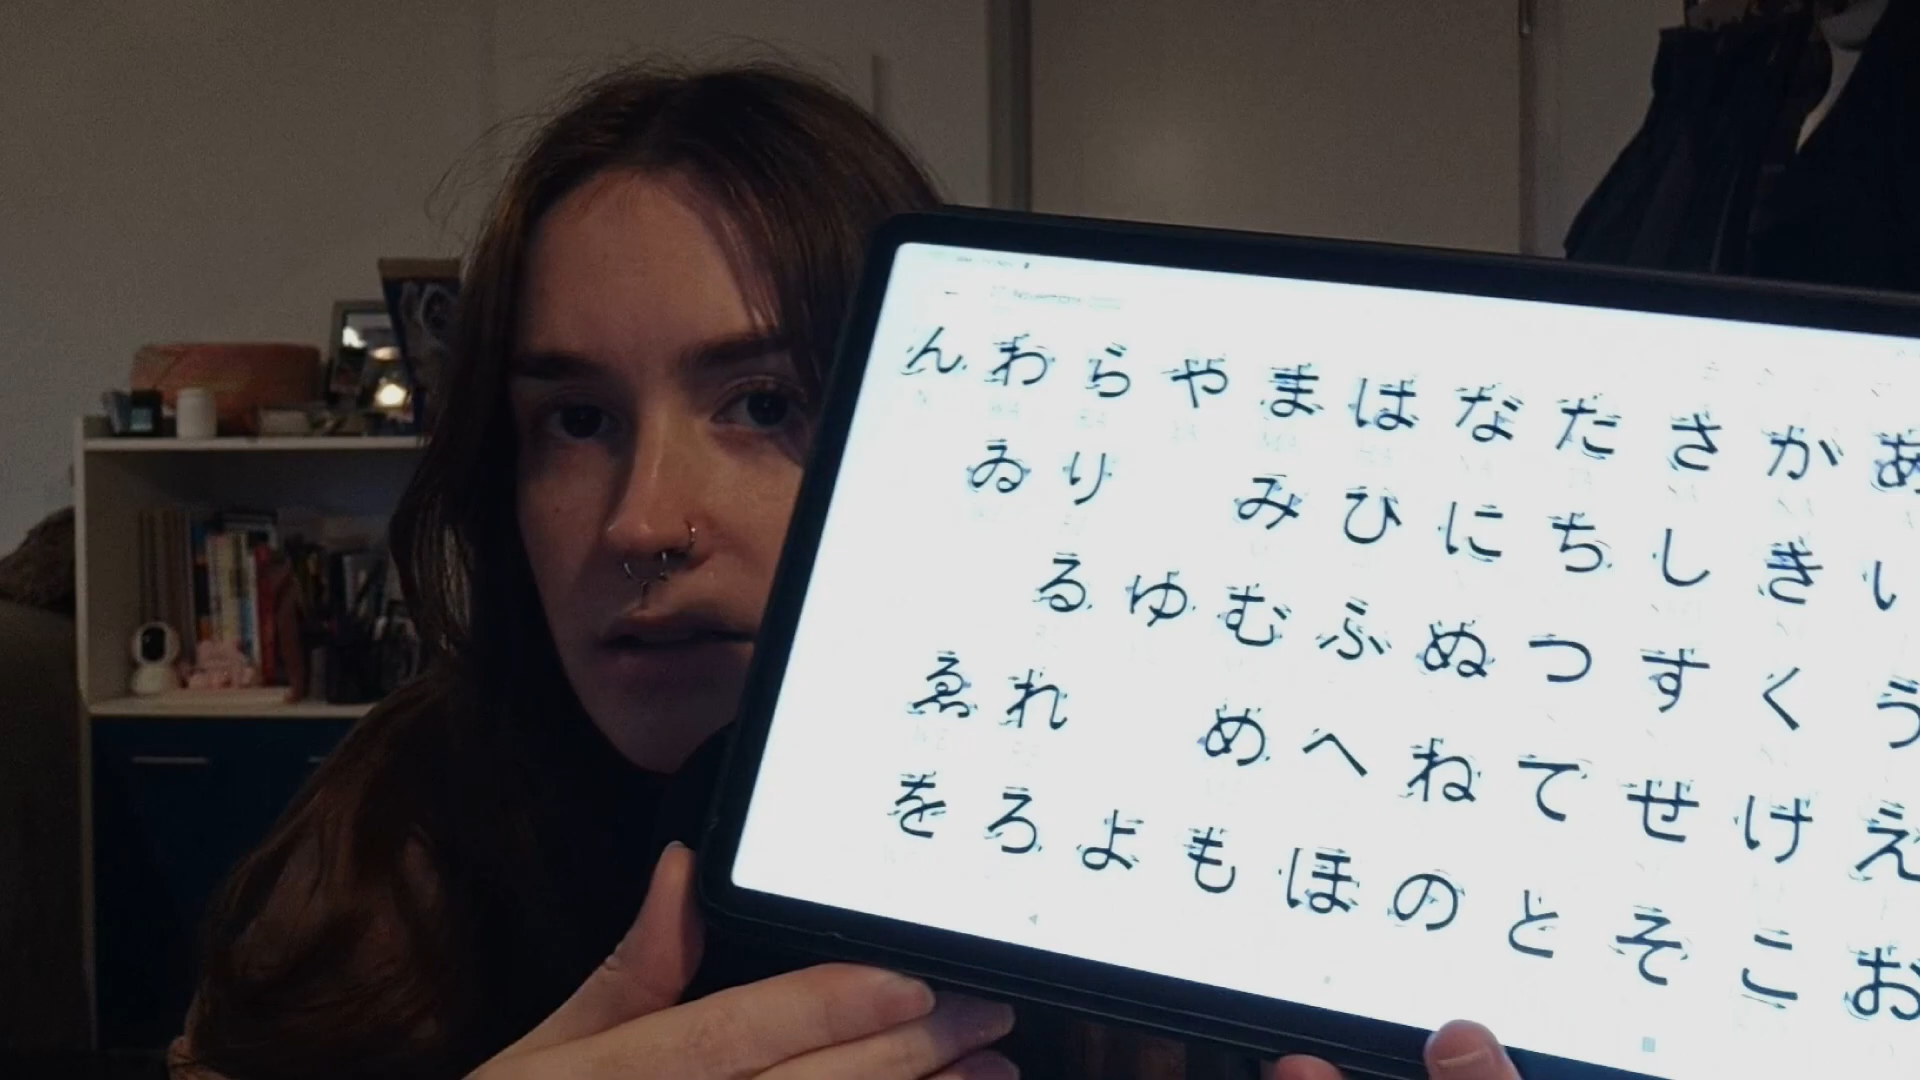 んわらやまはなたさかあ
ゐり みひにちしきい
るゆむふぬつすくう
ゑれ めへねてせけえ
をろよもほのとそこお